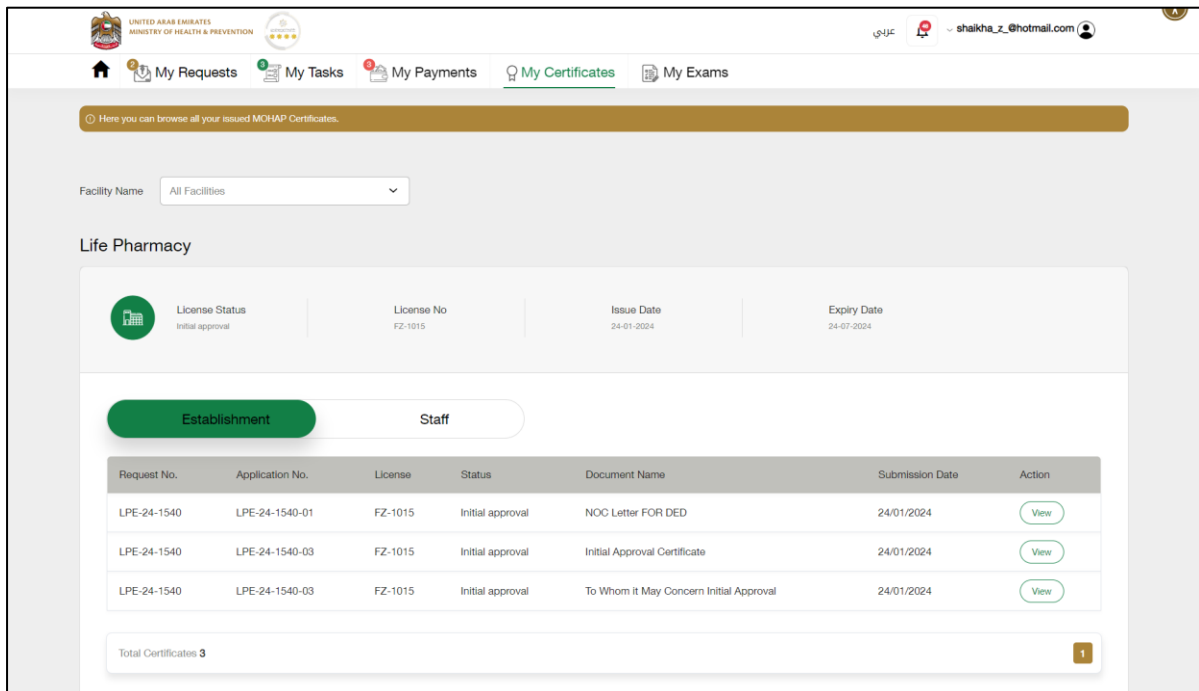 UNITED ARAB EMIRATES
MINISTRY OF HEALTH & PREVENTION
عربي
shaikha_z_@hotmail.com
2 My Requests 3 My Tasks 3 My Payments My Certificates My Exams
Here you can browse all your issued MOHAP Certificates.
Facility Name All Facilities
Life Pharmacy
License Status License No Issue Date Expiry Date
Initial approval FZ-1015 24-01-2024 24-07-2024
Establishment Staff
Request No. Application No. License Status Document Name Submission Date Action
LPE-24-1540 LPE-24-1540-01 FZ-1015 Initial approval NOC Letter FOR DED 24/01/2024 View
LPE-24-1540 LPE-24-1540-03 FZ-1015 Initial approval Initial Approval Certificate 24/01/2024 View
LPE-24-1540 LPE-24-1540-03 FZ-1015 Initial approval To Whom it May Concern Initial Approval 24/01/2024 View
Total Certificates 3 1